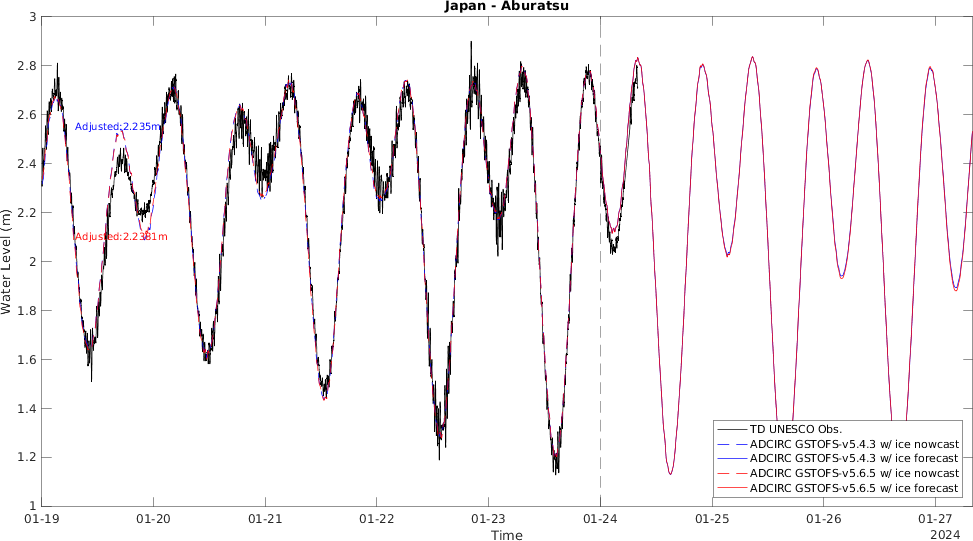 Japan - Aburatsu
3
2.8
2.6
2.4
2.2
2
1.8
1.6
1.4
1.2
1
Water Level (m)
Adjusted:2.235m
Adjusted:2.2381m
TD UNESCO Obs.
ADCIRC GSTOFS-v5.4.3 w/ ice nowcast
ADCIRC GSTOFS-v5.4.3 w/ ice forecast
ADCIRC GSTOFS-v5.6.5 w/ ice nowcast
ADCIRC GSTOFS-v5.6.5 w/ ice forecast
01-19 01-20 01-21 01-22 01-23 01-24 01-25 01-26 01-27
Time
2024